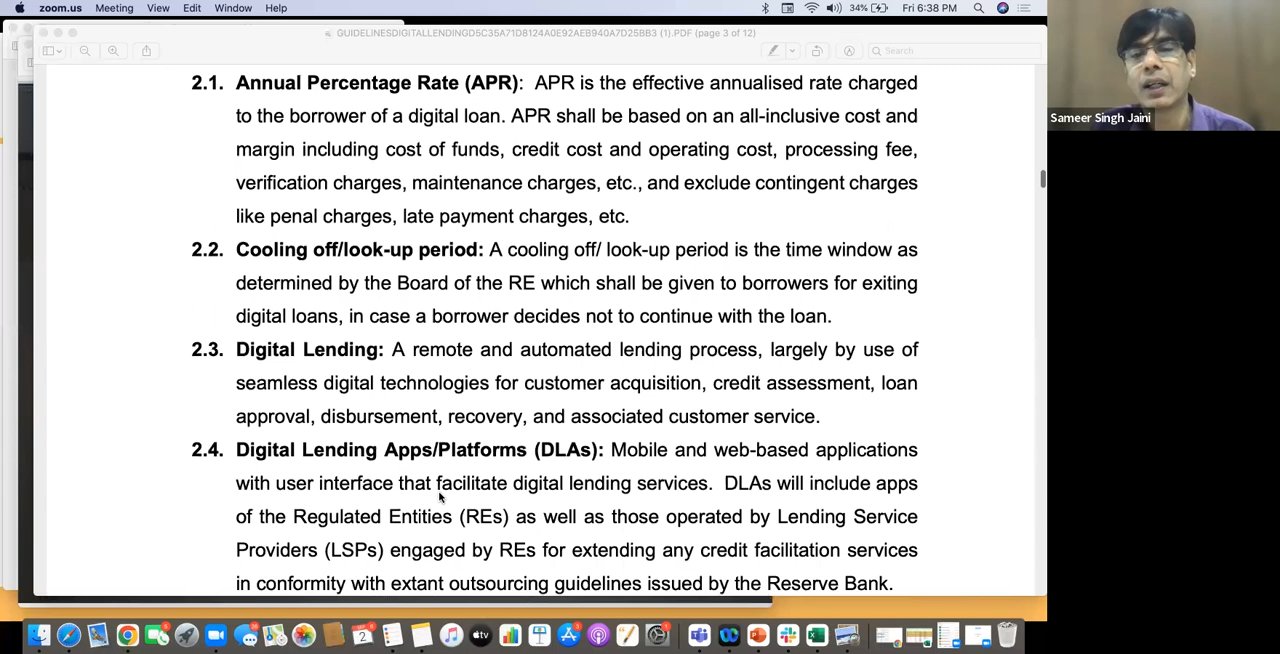 zoom.us Meeting View Edit Window Help 34% Fri 6:38 PM
GUIDELINESDIGITALLENDINGD5C35A71D8124A0E92AEB940A7D25BB3 (1).PDF (page 3 of 12)
Search
2.1. Annual Percentage Rate (APR): APR is the effective annualised rate charged
to the borrower of a digital loan. APR shall be based on an all-inclusive cost and
margin including cost of funds, credit cost and operating cost, processing fee,
verification charges, maintenance charges, etc., and exclude contingent charges
like penal charges, late payment charges, etc.
2.2. Cooling off/look-up period: A cooling off/ look-up period is the time window as
determined by the Board of the RE which shall be given to borrowers for exiting
digital loans, in case a borrower decides not to continue with the loan.
2.3. Digital Lending: A remote and automated lending process, largely by use of
seamless digital technologies for customer acquisition, credit assessment, loan
approval, disbursement, recovery, and associated customer service.
2.4. Digital Lending Apps/Platforms (DLAs): Mobile and web-based applications
with user interface that facilitate digital lending services. DLAs will include apps
of the Regulated Entities (REs) as well as those operated by Lending Service
Providers (LSPs) engaged by REs for extending any credit facilitation services
in conformity with extant outsourcing guidelines issued by the Reserve Bank.
Sameer Singh Jaini
2
tv